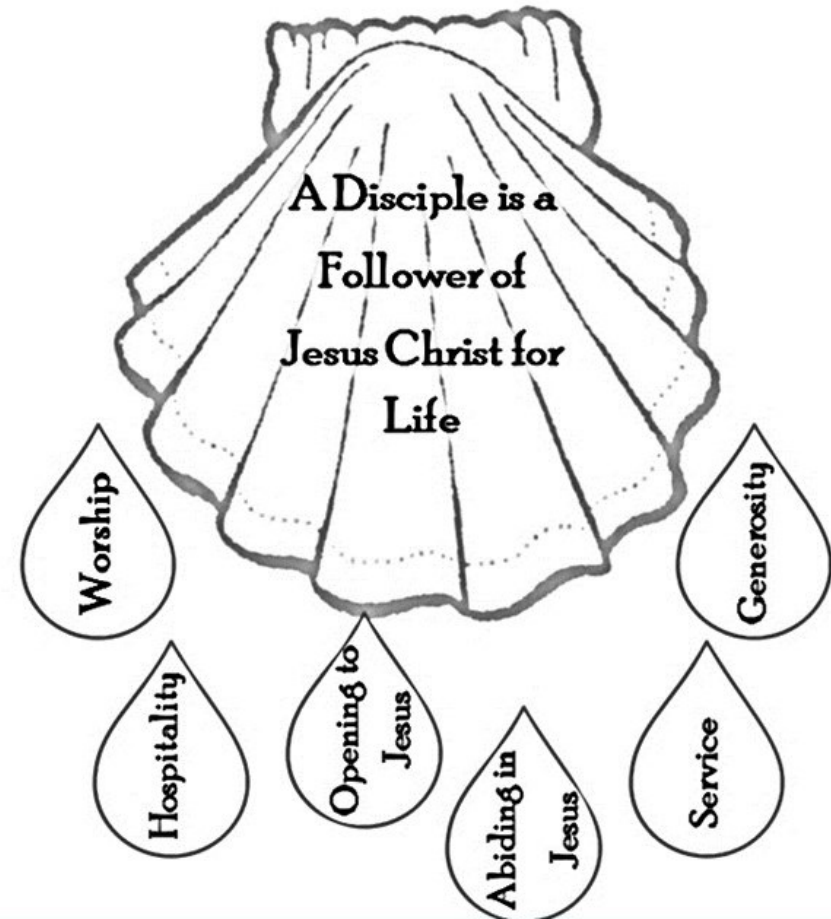 A Disciple is a
Follower of
Jesus Christ for
Life
Worship
Hospitality
Opening to
Jesus
Abiding in
Jesus
Service
Generosity